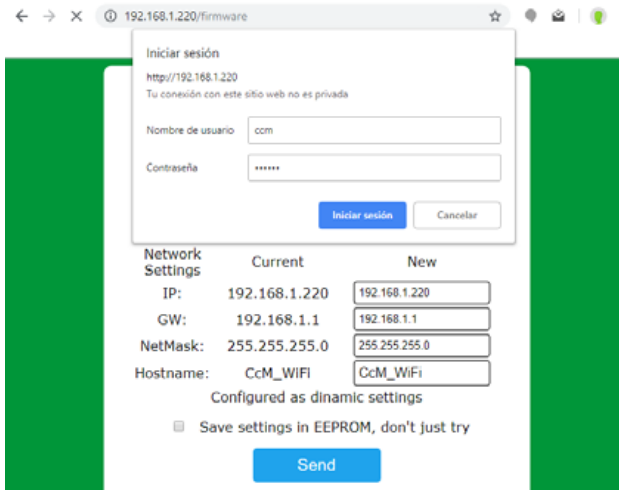 192.168.1.220/firmware
Iniciar sesión
http://192.168.1.220
Tu conexión con este sitio web no es privada
Nombre de usuario ccm
Contraseña ••••••
Iniciar sesión Cancelar
Network Settings Current New
IP: 192.168.1.220 192.168.1.220
GW: 192.168.1.1 192.168.1.1
NetMask: 255.255.255.0 255.255.255.0
Hostname: CcM_WIFI CcM_WiFi
Configured as dinamic settings
Save settings in EEPROM, don't just try
Send